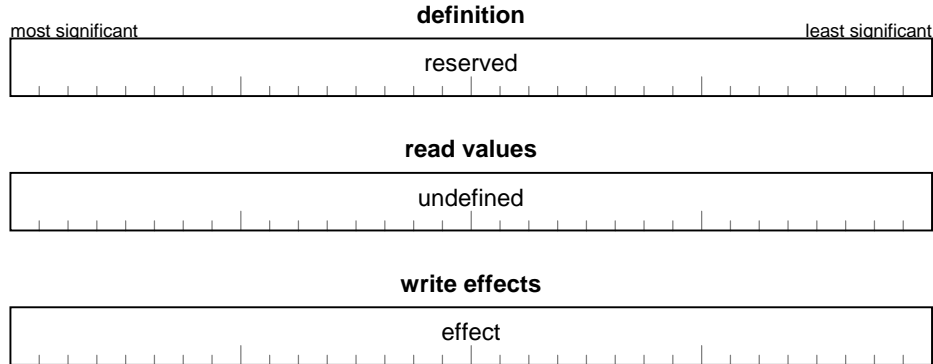 definition
most significant least significant
reserved
read values
undefined
write effects
effect